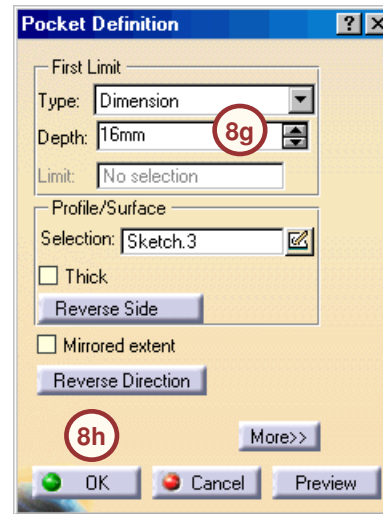 Pocket Definition ? ×
First Limit
Type: Dimension
Depth: 16mm 8g
Limit: No selection
Profile/Surface
Selection: Sketch.3
Thick
Reverse Side
Mirrored extent
Reverse Direction
8h More>>
OK Cancel Preview